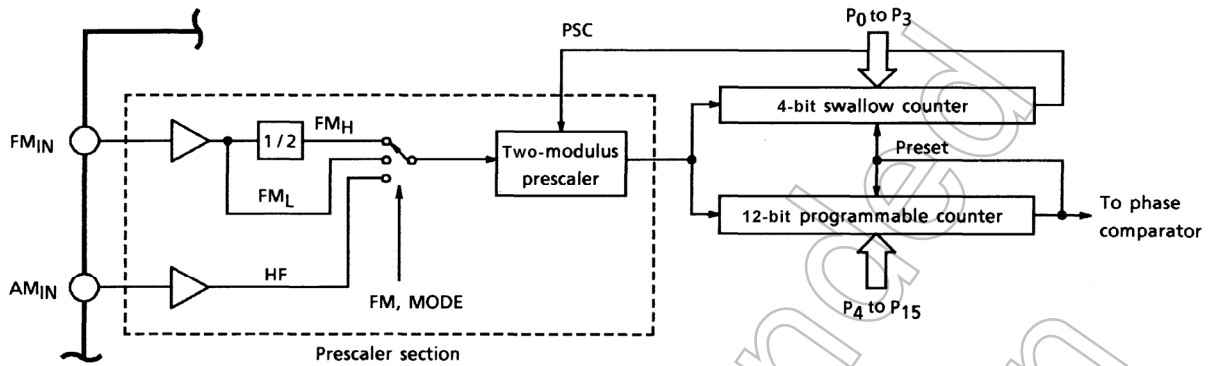 PSC
P0 to P3
4-bit swallow counter
FMIN
1/2
FMH
Two-modulus
prescaler
Preset
FML
12-bit programmable counter
To phase
comparator
AMIN
HF
FM, MODE
P4 to P15
Prescaler section